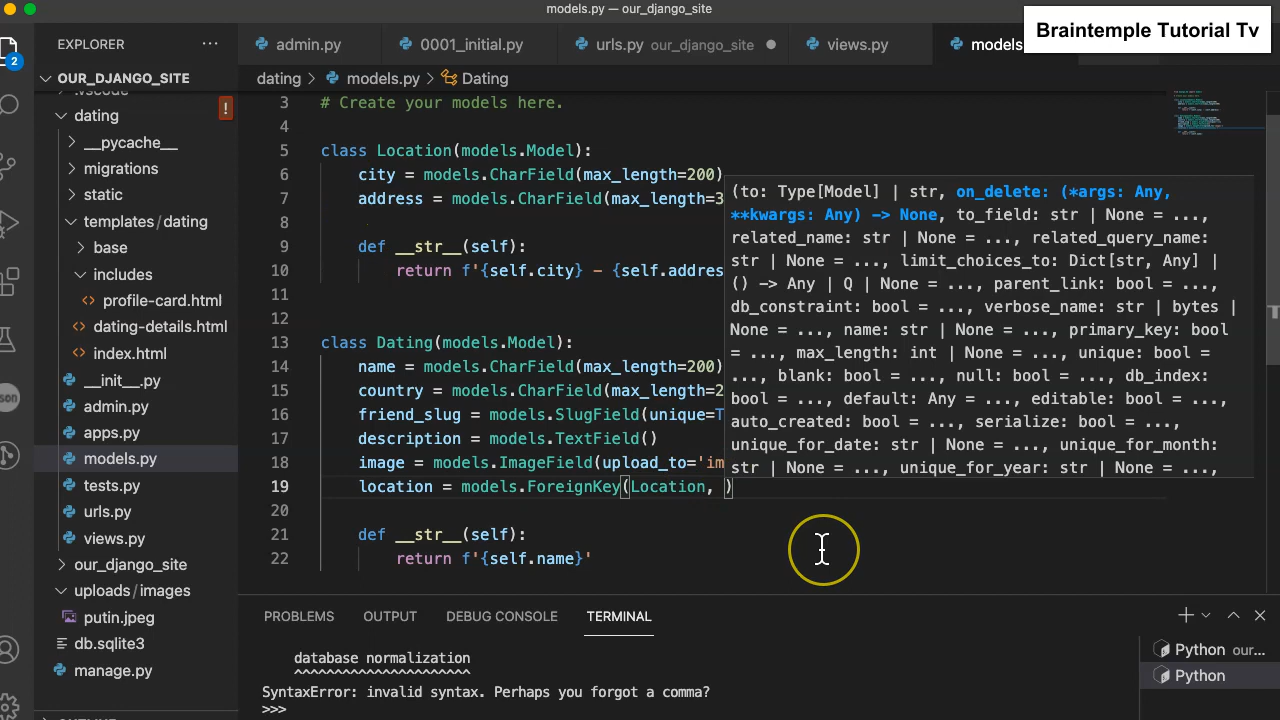 models.py — our_django_site
Braintemple Tutorial Tv
EXPLORER
admin.py
0001_initial.py
urls.py our_django_site
views.py
models
2
OUR_DJANGO_SITE
dating > models.py > Dating
.vscode
dating
!
__pycache__
migrations
static
templates/dating
base
includes
profile-card.html
dating-details.html
index.html
__init__.py
admin.py
apps.py
models.py
tests.py
urls.py
views.py
our_django_site
uploads/images
putin.jpeg
db.sqlite3
manage.py
3 # Create your models here.
4
5 class Location(models.Model):
6 city = models.CharField(max_length=200)
7 address = models.CharField(max_length=3
8
9 def __str__(self):
10 return f'{self.city} - {self.addres
11
12
13 class Dating(models.Model):
14 name = models.CharField(max_length=200)
15 country = models.CharField(max_length=2
16 friend_slug = models.SlugField(unique=T
17 description = models.TextField()
18 image = models.ImageField(upload_to='im
19 location = models.ForeignKey(Location, )
20
21 def __str__(self):
22 return f'{self.name}'
(to: Type[Model] | str, on_delete: (*args: Any,
**kwargs: Any) -> None, to_field: str | None = ...,
related_name: str | None = ..., related_query_name:
str | None = ..., limit_choices_to: Dict[str, Any] |
() -> Any | Q | None = ..., parent_link: bool = ...,
db_constraint: bool = ..., verbose_name: str | bytes |
None = ..., name: str | None = ..., primary_key: bool
= ..., max_length: int | None = ..., unique: bool =
..., blank: bool = ..., null: bool = ..., db_index:
bool = ..., default: Any = ..., editable: bool = ...,
auto_created: bool = ..., serialize: bool = ...,
unique_for_date: str | None = ..., unique_for_month:
str | None = ..., unique_for_year: str | None = ...,
PROBLEMS OUTPUT DEBUG CONSOLE TERMINAL
database normalization
^^^^^^^^^^^^^^^^^^^^^^
SyntaxError: invalid syntax. Perhaps you forgot a comma?
>>>
Python our...
Python